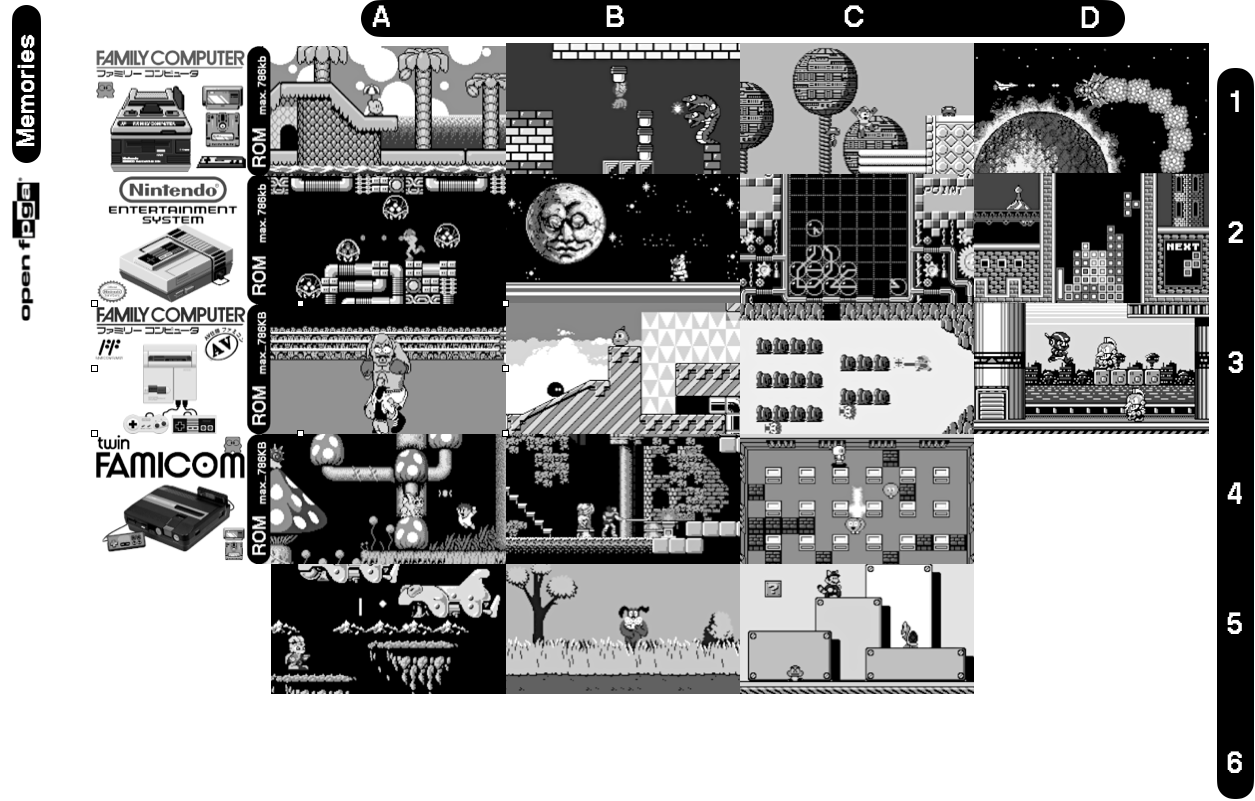 Memories
open fpga
A
B
C
D
1
2
3
4
5
6
FAMILY COMPUTER
ファミリー コンピュータ
ROM max. 786kb
Nintendo®
ENTERTAINMENT
SYSTEM
ROM max. 786kb
FAMILY COMPUTER
ファミリー コンピュータ
AV
ROM max. 786KB
twin
FAMICOM
ROM max. 786KB
POINT
NEXT
?